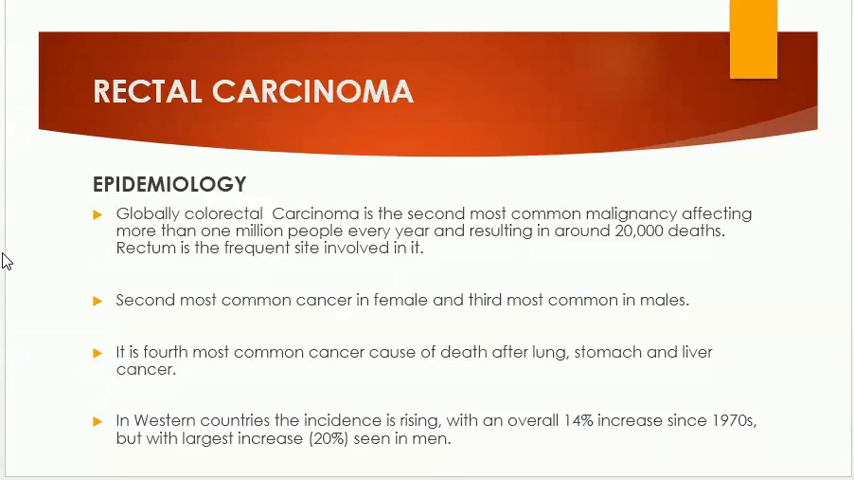 RECTAL CARCINOMA
EPIDEMIOLOGY
Globally colorectal  Carcinoma is the second most common malignancy affecting
more than one million people every year and resulting in around 20,000 deaths.
Rectum is the frequent site involved in it.
Second most common cancer in female and third most common in males.
It is fourth most common cancer cause of death after lung, stomach and liver
cancer.
In Western countries the incidence is rising, with an overall 14% increase since 1970s,
but with largest increase (20%) seen in men.